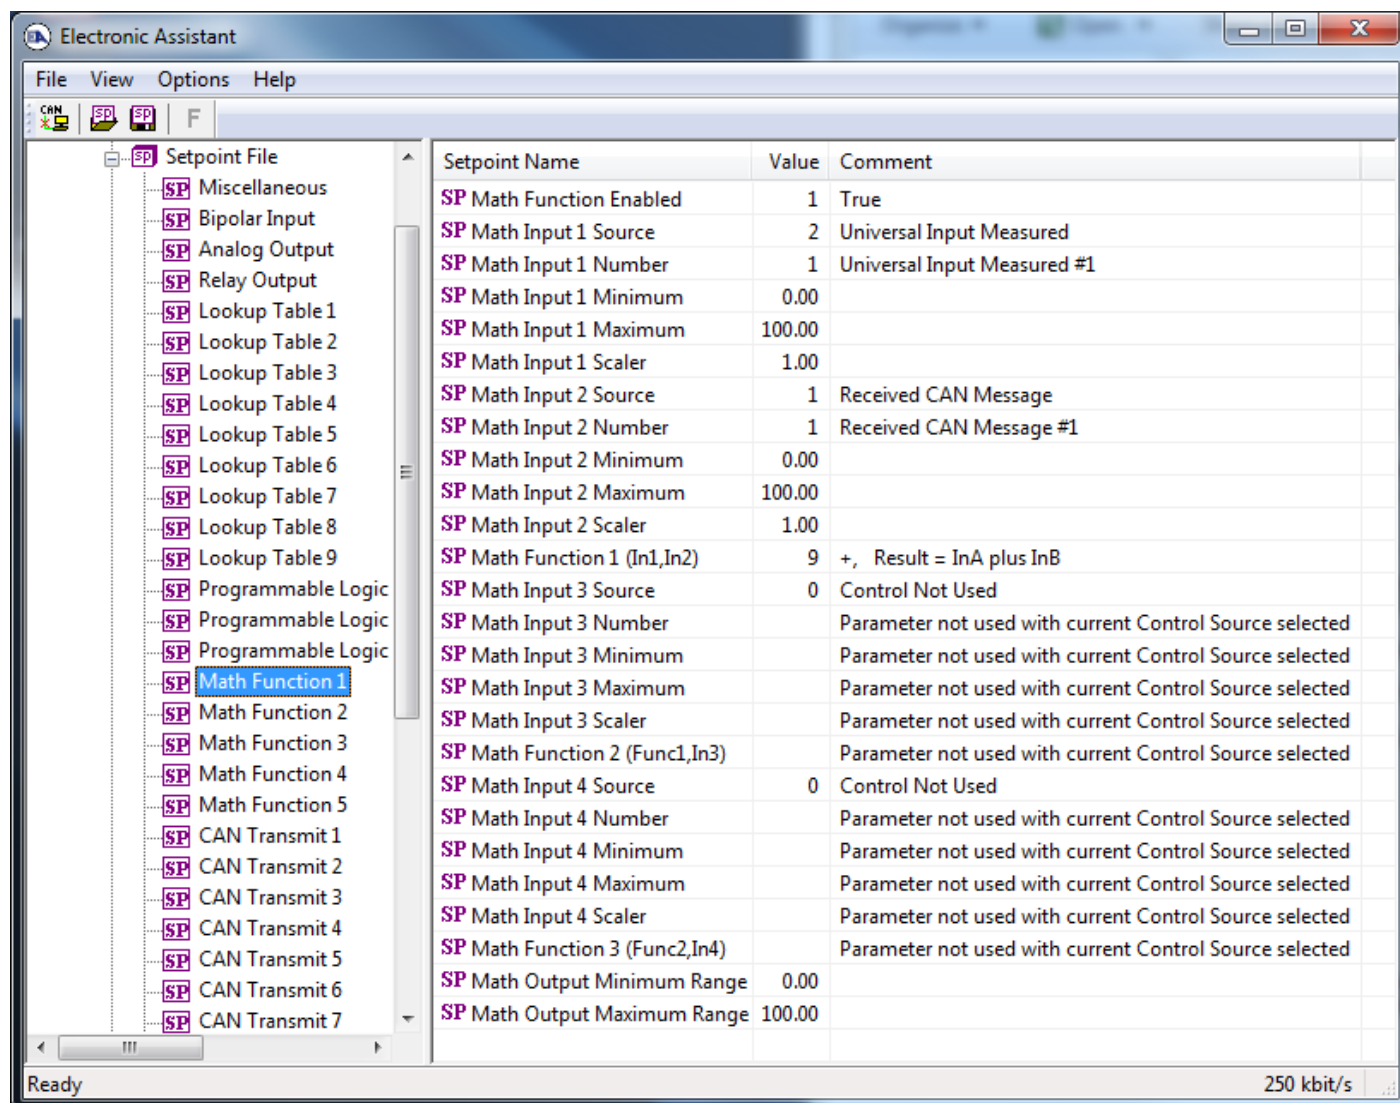 Electronic Assistant
File View Options Help
CAN SP SP F
Setpoint File
SP Miscellaneous
SP Bipolar Input
SP Analog Output
SP Relay Output
SP Lookup Table 1
SP Lookup Table 2
SP Lookup Table 3
SP Lookup Table 4
SP Lookup Table 5
SP Lookup Table 6
SP Lookup Table 7
SP Lookup Table 8
SP Lookup Table 9
SP Programmable Logic
SP Programmable Logic
SP Programmable Logic
SP Math Function 1
SP Math Function 2
SP Math Function 3
SP Math Function 4
SP Math Function 5
SP CAN Transmit 1
SP CAN Transmit 2
SP CAN Transmit 3
SP CAN Transmit 4
SP CAN Transmit 5
SP CAN Transmit 6
SP CAN Transmit 7
Setpoint Name Value Comment
SP Math Function Enabled 1 True
SP Math Input 1 Source 2 Universal Input Measured
SP Math Input 1 Number 1 Universal Input Measured #1
SP Math Input 1 Minimum 0.00
SP Math Input 1 Maximum 100.00
SP Math Input 1 Scaler 1.00
SP Math Input 2 Source 1 Received CAN Message
SP Math Input 2 Number 1 Received CAN Message #1
SP Math Input 2 Minimum 0.00
SP Math Input 2 Maximum 100.00
SP Math Input 2 Scaler 1.00
SP Math Function 1 (In1,In2) 9 +, Result = InA plus InB
SP Math Input 3 Source 0 Control Not Used
SP Math Input 3 Number Parameter not used with current Control Source selected
SP Math Input 3 Minimum Parameter not used with current Control Source selected
SP Math Input 3 Maximum Parameter not used with current Control Source selected
SP Math Input 3 Scaler Parameter not used with current Control Source selected
SP Math Function 2 (Func1,In3) Parameter not used with current Control Source selected
SP Math Input 4 Source 0 Control Not Used
SP Math Input 4 Number Parameter not used with current Control Source selected
SP Math Input 4 Minimum Parameter not used with current Control Source selected
SP Math Input 4 Maximum Parameter not used with current Control Source selected
SP Math Input 4 Scaler Parameter not used with current Control Source selected
SP Math Function 3 (Func2,In4) Parameter not used with current Control Source selected
SP Math Output Minimum Range 0.00
SP Math Output Maximum Range 100.00
Ready 250 kbit/s